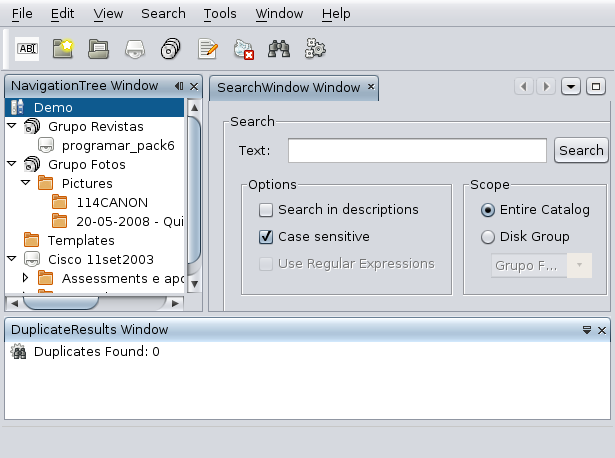 File Edit View Search Tools Window Help
ABC
NavigationTree Window
Demo
Grupo Revistas
programar_pack6
Grupo Fotos
Pictures
114CANON
20-05-2008 - Qui
Templates
Cisco 11set2003
Assessments e apo
SearchWindow Window
Search
Text: Search
Options
Search in descriptions
Case sensitive
Use Regular Expressions
Scope
Entire Catalog
Disk Group
Grupo F...
DuplicateResults Window
Duplicates Found: 0